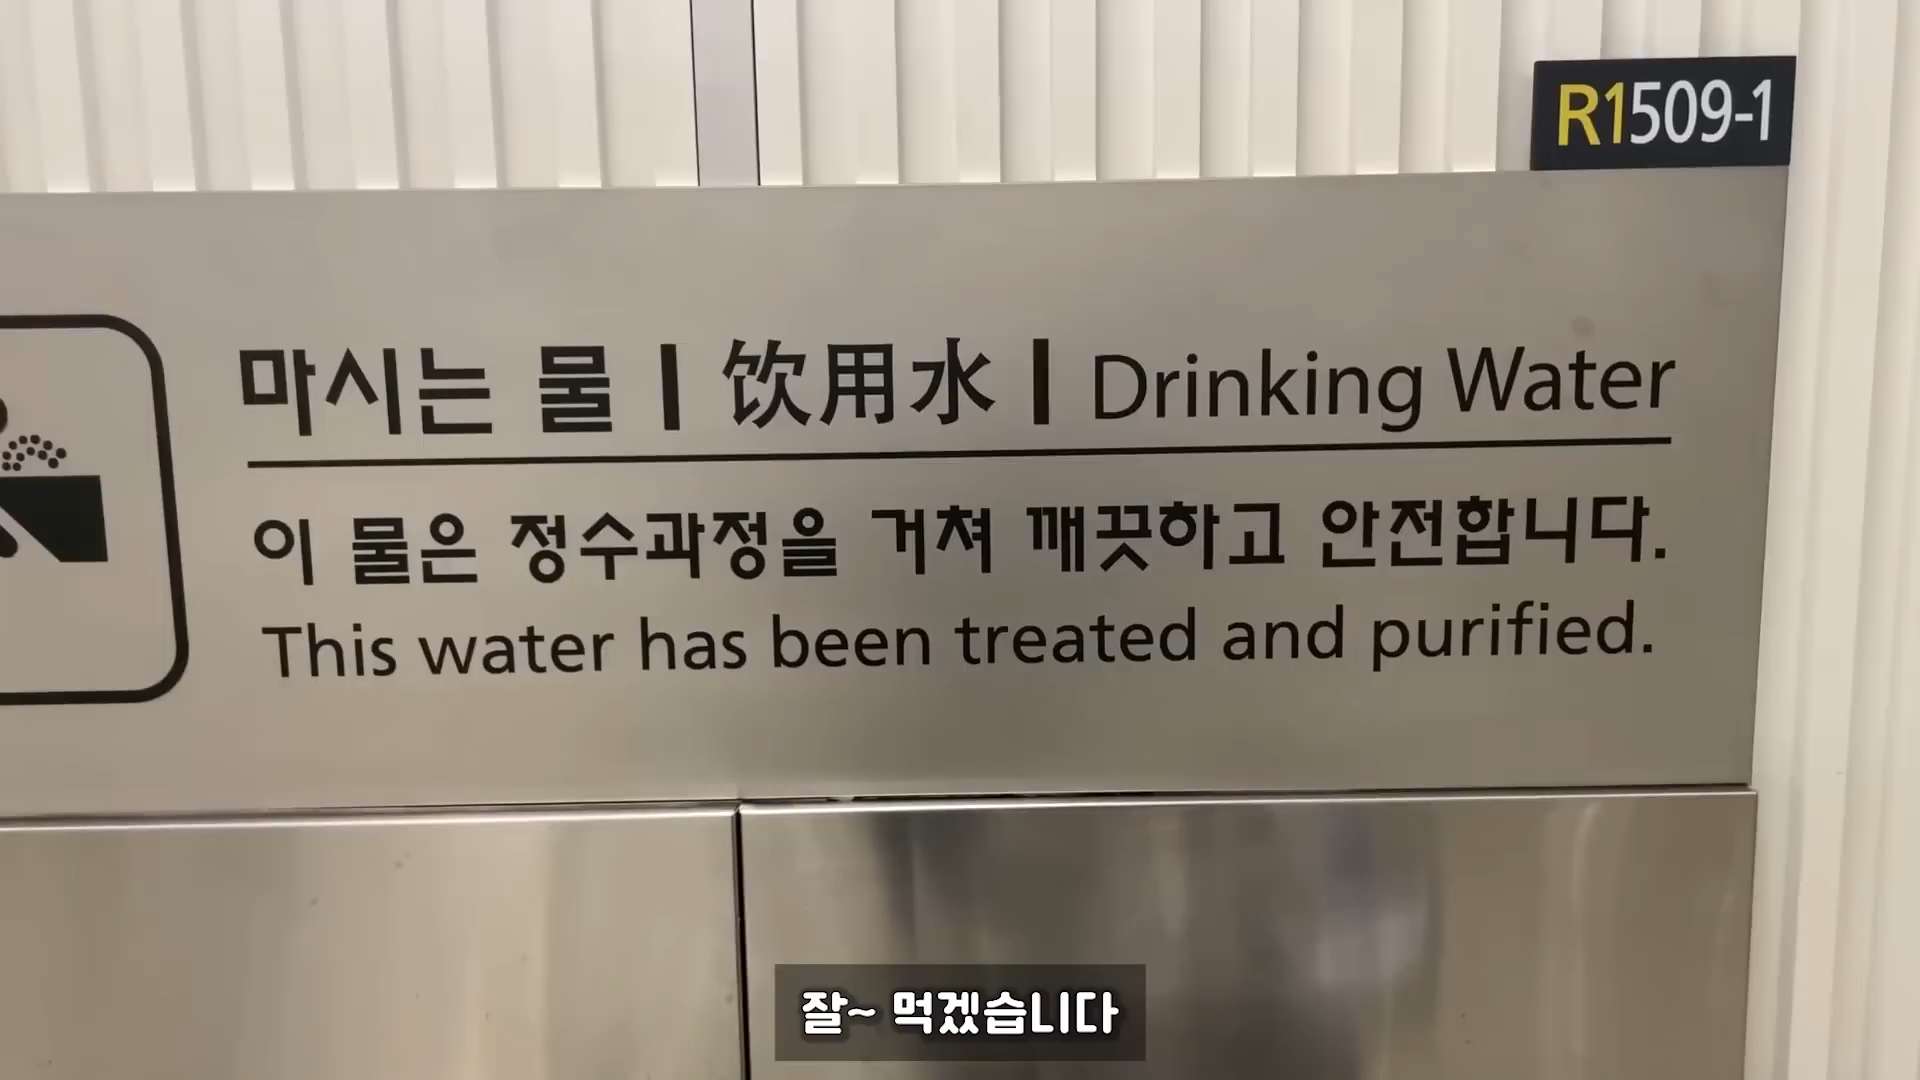 R1509-1
마시는 물 | 饮用水 | Drinking Water
이 물은 정수과정을 거쳐 깨끗하고 안전합니다.
This water has been treated and purified.
잘~ 먹겠습니다